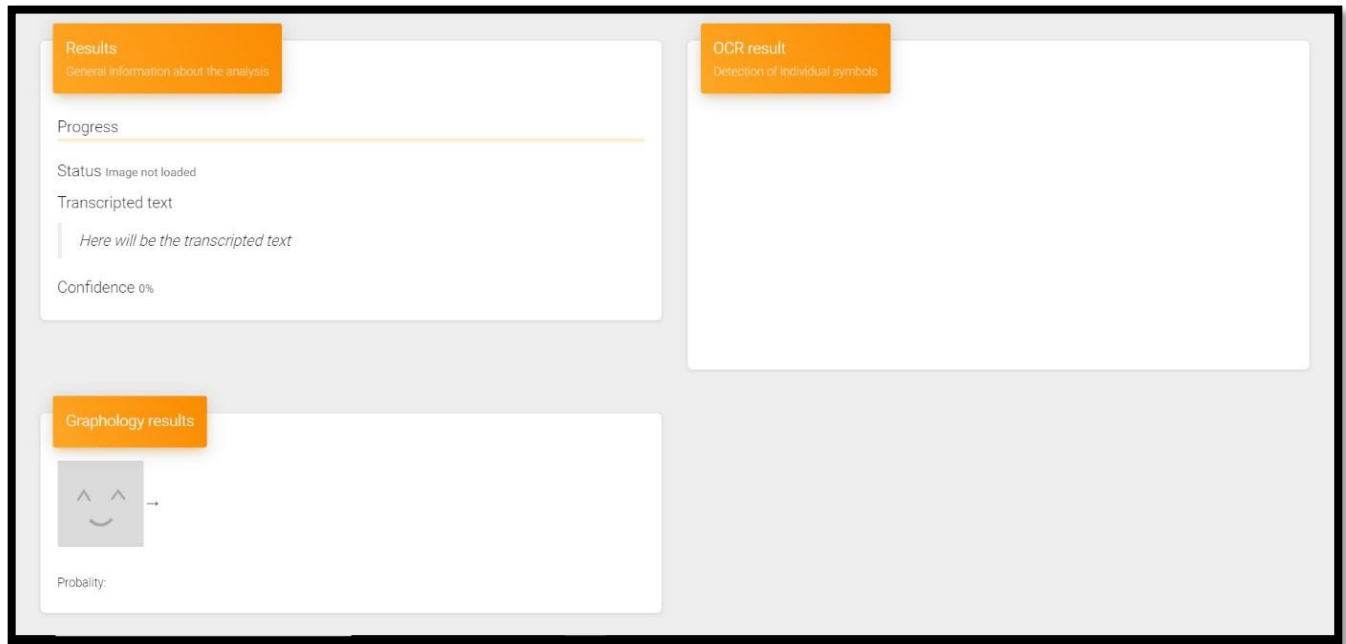 Results
General information about the analysis
Progress
Status Image not loaded
Transcripted text
Here will be the transcripted text
Confidence 0%
OCR result
Detection of individual symbols
Graphology results
→
Probality: